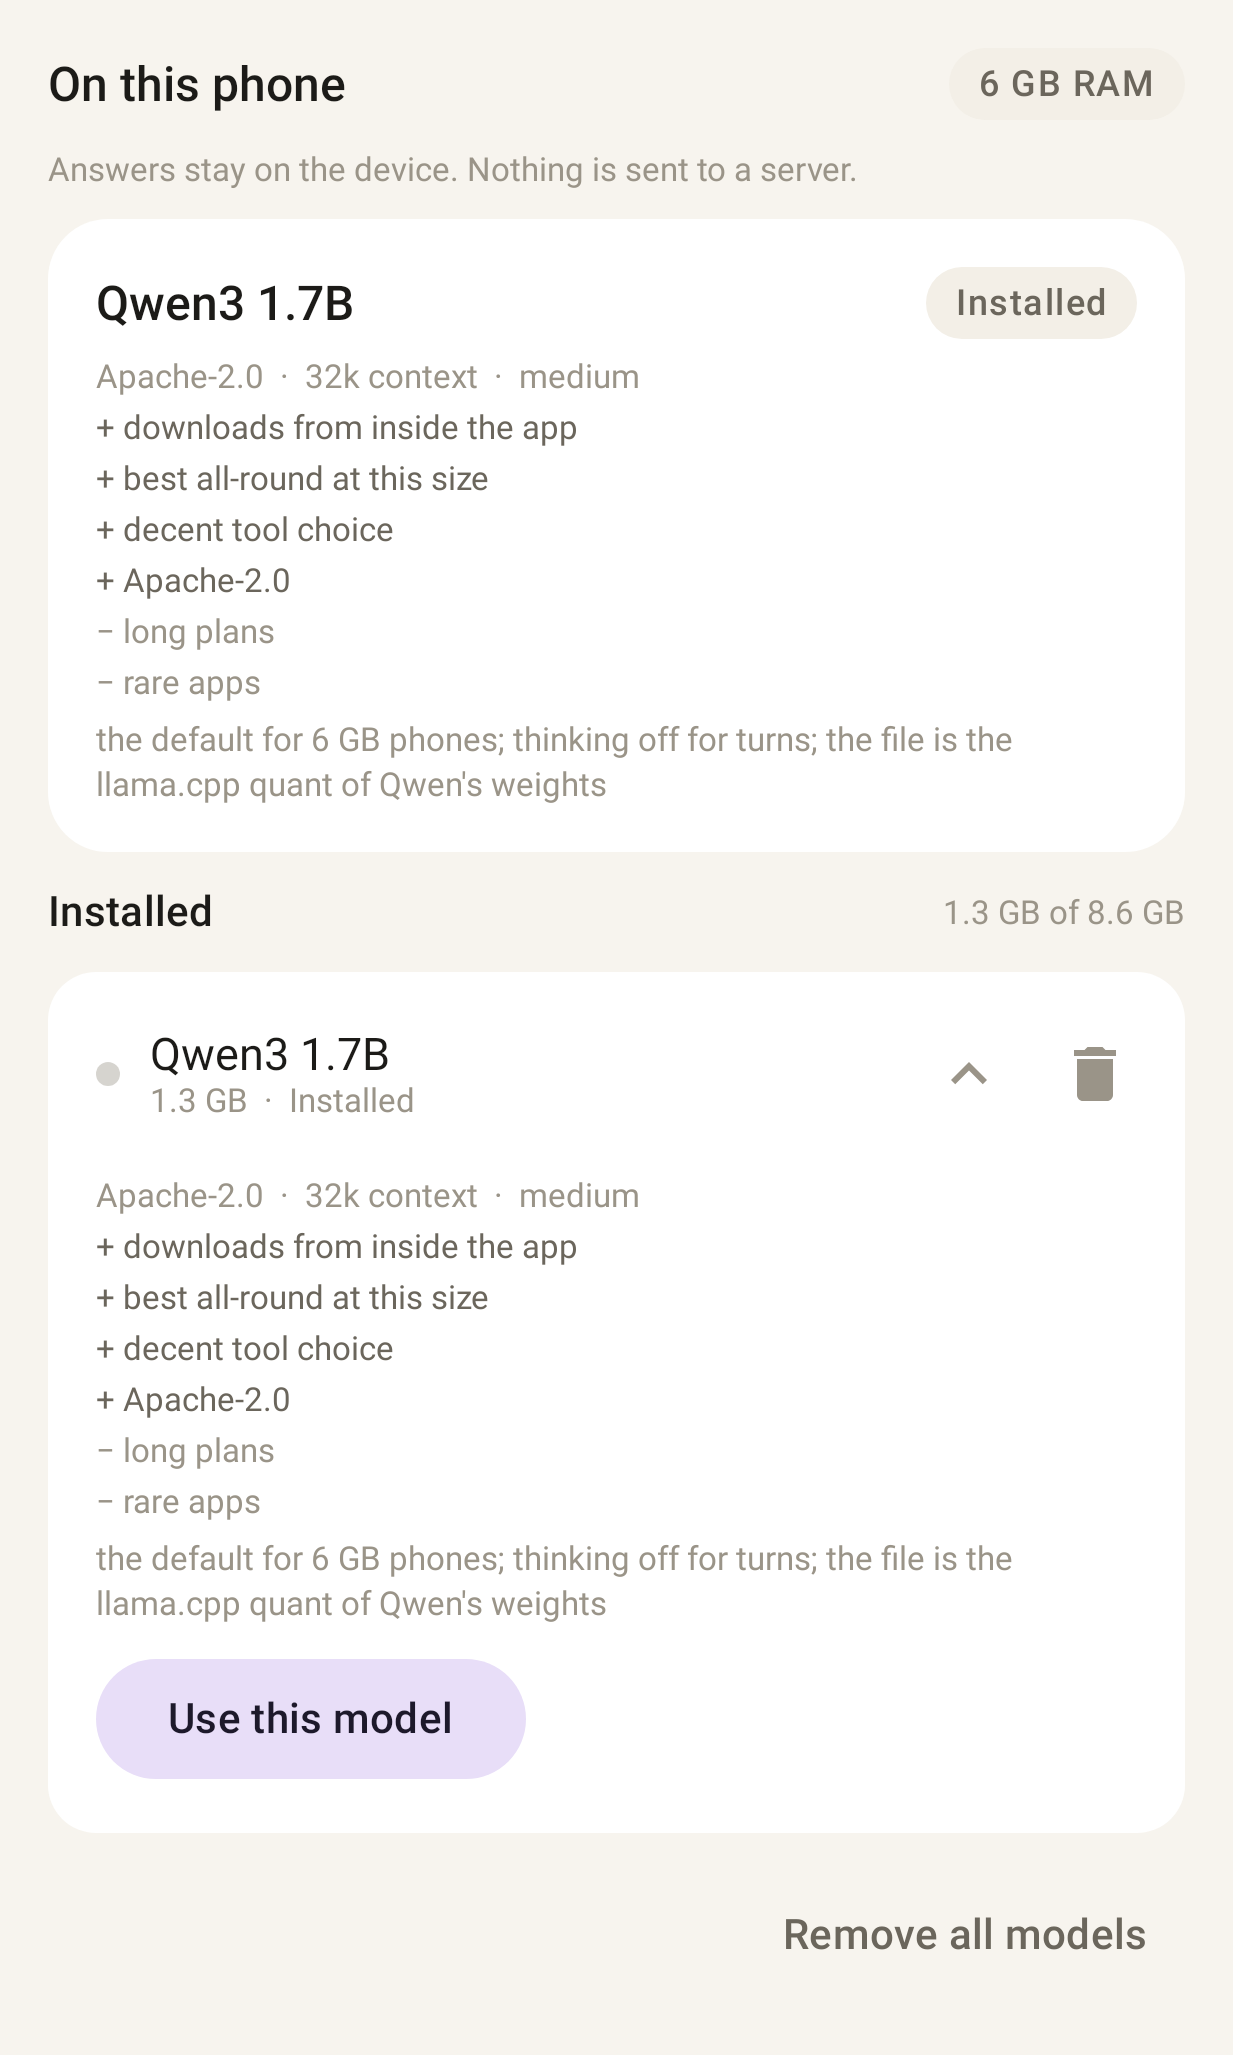 On this phone
6 GB RAM
Answers stay on the device. Nothing is sent to a server.
Qwen3 1.7B
Installed
Apache-2.0 · 32k context · medium
+ downloads from inside the app
+ best all-round at this size
+ decent tool choice
+ Apache-2.0
− long plans
− rare apps
the default for 6 GB phones; thinking off for turns; the file is the
llama.cpp quant of Qwen's weights
Installed
1.3 GB of 8.6 GB
Qwen3 1.7B
1.3 GB · Installed
Apache-2.0 · 32k context · medium
+ downloads from inside the app
+ best all-round at this size
+ decent tool choice
+ Apache-2.0
− long plans
− rare apps
the default for 6 GB phones; thinking off for turns; the file is the
llama.cpp quant of Qwen's weights
Use this model
Remove all models